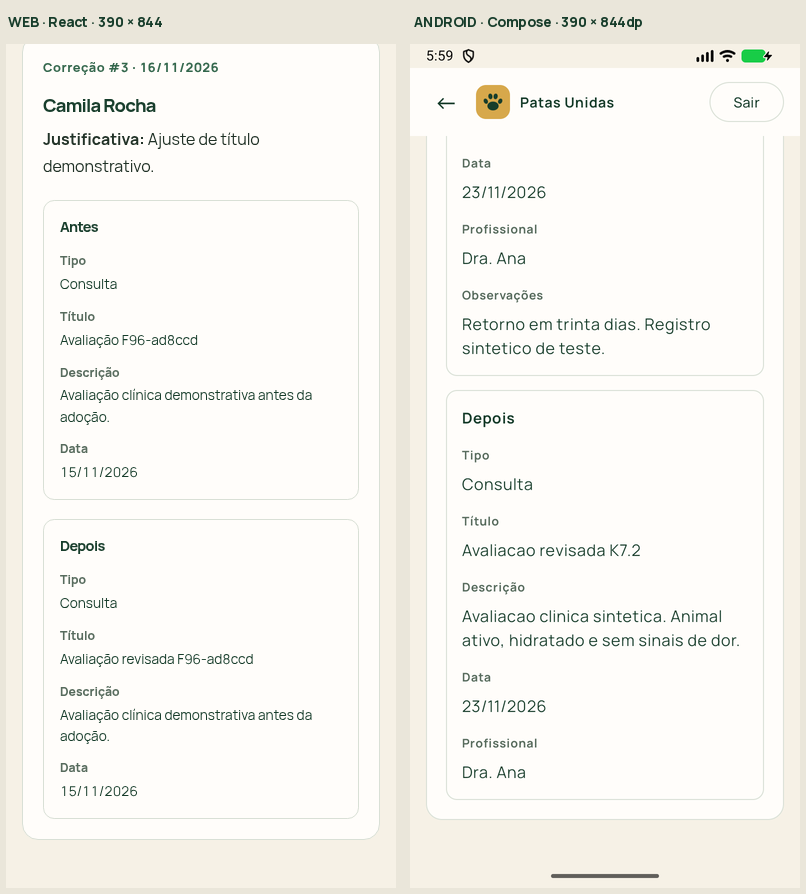 WEB · React · 390 × 844
Correção #3 · 16/11/2026
Camila Rocha
Justificativa: Ajuste de título
demonstrativo.
Antes
Tipo
Consulta
Título
Avaliação F96-ad8ccd
Descrição
Avaliação clínica demonstrativa antes da
adoção.
Data
15/11/2026
Depois
Tipo
Consulta
Título
Avaliação revisada F96-ad8ccd
Descrição
Avaliação clínica demonstrativa antes da
adoção.
Data
15/11/2026
ANDROID · Compose · 390 × 844dp
5:59
Patas Unidas
Sair
Data
23/11/2026
Profissional
Dra. Ana
Observações
Retorno em trinta dias. Registro
sintetico de teste.
Depois
Tipo
Consulta
Título
Avaliacao revisada K7.2
Descrição
Avaliacao clinica sintetica. Animal
ativo, hidratado e sem sinais de dor.
Data
23/11/2026
Profissional
Dra. Ana